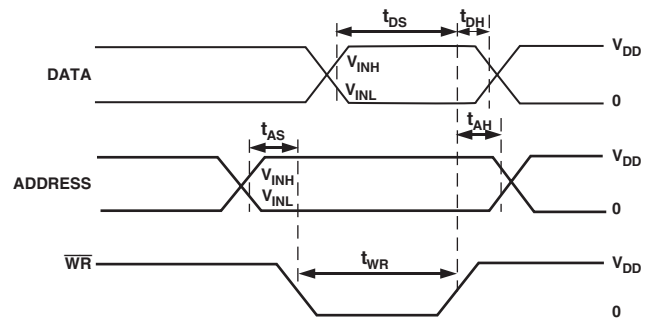 tDS tDH
VDD
DATA
VINH
VINL
0
tAS tAH
VDD
ADDRESS
VINH
VINL
0
WR
tWR
VDD
0